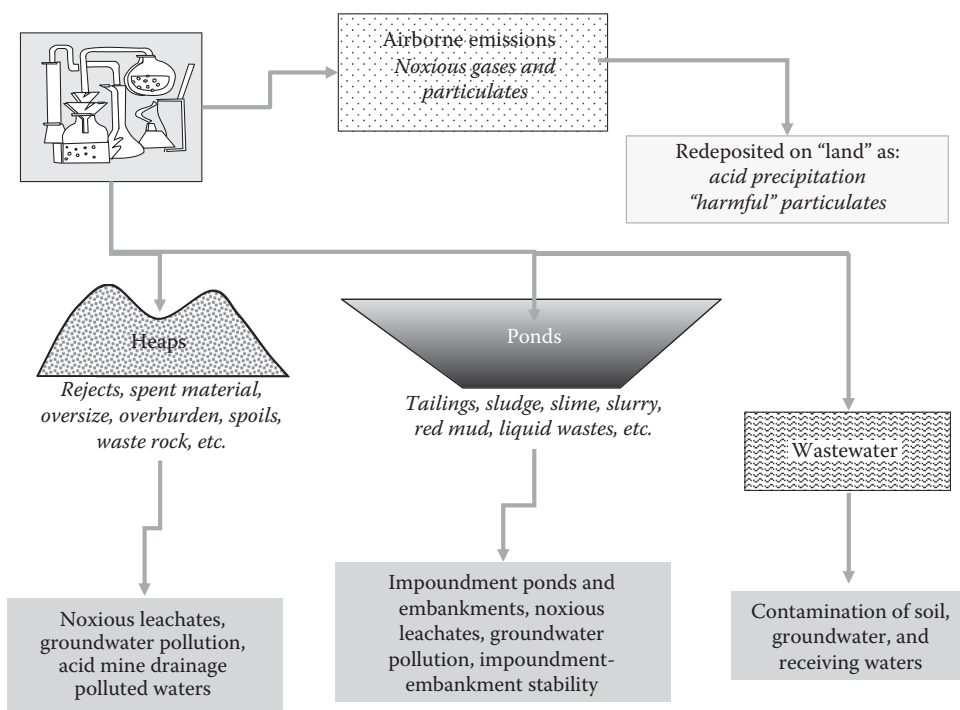 Airborne emissions
Noxious gases and
particulates
Redeposited on “land” as:
acid precipitation
“harmful” particulates
Heaps
Rejects, spent material,
oversize, overburden, spoils,
waste rock, etc.
Ponds
Tailings, sludge, slime, slurry,
red mud, liquid wastes, etc.
Wastewater
Noxious leachates,
groundwater pollution,
acid mine drainage
polluted waters
Impoundment ponds and
embankments, noxious
leachates, groundwater
pollution, impoundment-
embankment stability
Contamination of soil,
groundwater, and
receiving waters